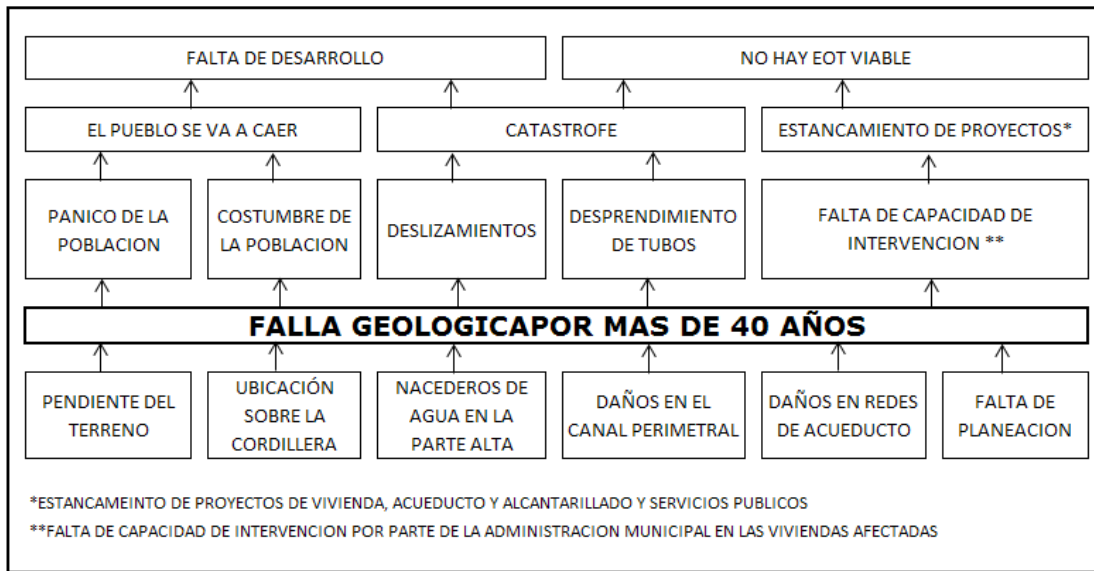 FALTA DE DESARROLLO
NO HAY EOT VIABLE
EL PUEBLO SE VA A CAER
CATASTROFE
ESTANCAMIENTO DE PROYECTOS*
PANICO DE LA
POBLACION
COSTUMBRE DE
LA POBLACION
DESLIZAMIENTOS
DESPRENDIMIENTO
DE TUBOS
FALTA DE CAPACIDAD DE
INTERVENCION **
FALLA GEOLOGICAPOR MAS DE 40 AÑOS
PENDIENTE DEL
TERRENO
UBICACIÓN
SOBRE LA
CORDILLERA
NACEDEROS DE
AGUA EN LA
PARTE ALTA
DAÑOS EN EL
CANAL PERIMETRAL
DAÑOS EN REDES
DE ACUEDUCTO
FALTA DE
PLANEACION
*ESTANCAMEINTO DE PROYECTOS DE VIVIENDA, ACUEDUCTO Y ALCANTARILLADO Y SERVICIOS PUBLICOS
**FALTA DE CAPACIDAD DE INTERVENCION POR PARTE DE LA ADMINISTRACION MUNICIPAL EN LAS VIVIENDAS AFECTADAS